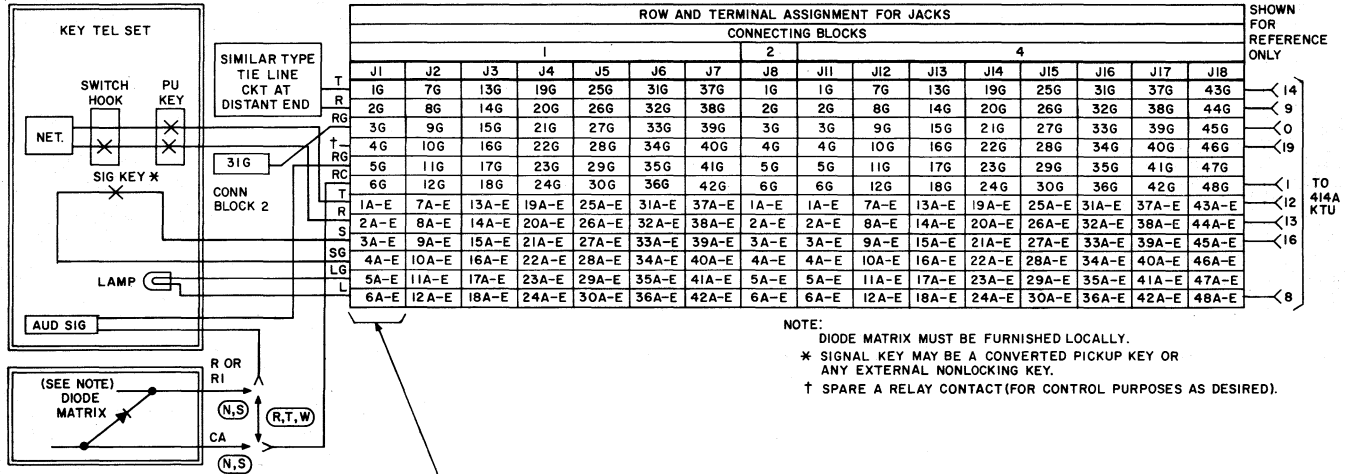 KEY TEL SET
SWITCH
HOOK
PU
KEY
NET.
SIG KEY *
LAMP
AUD SIG
(SEE NOTE)
DIODE
MATRIX
R OR
RI
(N,S)
(R,T,W)
CA
(N,S)
SIMILAR TYPE
TIE LINE
CKT AT
DISTANT END
31G
CONN
BLOCK 2
ROW AND TERMINAL ASSIGNMENT FOR JACKS
CONNECTING BLOCKS
1 2 4
J1 J2 J3 J4 J5 J6 J7 J8 J11 J12 J13 J14 J15 J16 J17 J18
T 1G 7G 13G 19G 25G 31G 37G 1G 1G 7G 13G 19G 25G 31G 37G 43G 14
R 2G 8G 14G 20G 26G 32G 38G 2G 2G 8G 14G 20G 26G 32G 38G 44G 9
RG 3G 9G 15G 21G 27G 33G 39G 3G 3G 9G 15G 21G 27G 33G 39G 45G 0
† 4G 10G 16G 22G 28G 34G 40G 4G 4G 10G 16G 22G 28G 34G 40G 46G 19
RG 5G 11G 17G 23G 29G 35G 41G 5G 5G 11G 17G 23G 29G 35G 41G 47G
RC 6G 12G 18G 24G 30G 36G 42G 6G 6G 12G 18G 24G 30G 36G 42G 48G 1
T 1A-E 7A-E 13A-E 19A-E 25A-E 31A-E 37A-E 1A-E 1A-E 7A-E 13A-E 19A-E 25A-E 31A-E 37A-E 43A-E 12
R 2A-E 8A-E 14A-E 20A-E 26A-E 32A-E 38A-E 2A-E 2A-E 8A-E 14A-E 20A-E 26A-E 32A-E 38A-E 44A-E 13
S 3A-E 9A-E 15A-E 21A-E 27A-E 33A-E 39A-E 3A-E 3A-E 9A-E 15A-E 21A-E 27A-E 33A-E 39A-E 45A-E 16
SG 4A-E 10A-E 16A-E 22A-E 28A-E 34A-E 40A-E 4A-E 4A-E 10A-E 16A-E 22A-E 28A-E 34A-E 40A-E 46A-E
LG 5A-E 11A-E 17A-E 23A-E 29A-E 35A-E 41A-E 5A-E 5A-E 11A-E 17A-E 23A-E 29A-E 35A-E 41A-E 47A-E
L 6A-E 12A-E 18A-E 24A-E 30A-E 36A-E 42A-E 6A-E 6A-E 12A-E 18A-E 24A-E 30A-E 36A-E 42A-E 48A-E 8
SHOWN
FOR
REFERENCE
ONLY
TO
414A
KTU
NOTE:
DIODE MATRIX MUST BE FURNISHED LOCALLY.
* SIGNAL KEY MAY BE A CONVERTED PICKUP KEY OR
ANY EXTERNAL NONLOCKING KEY.
† SPARE A RELAY CONTACT (FOR CONTROL PURPOSES AS DESIRED).